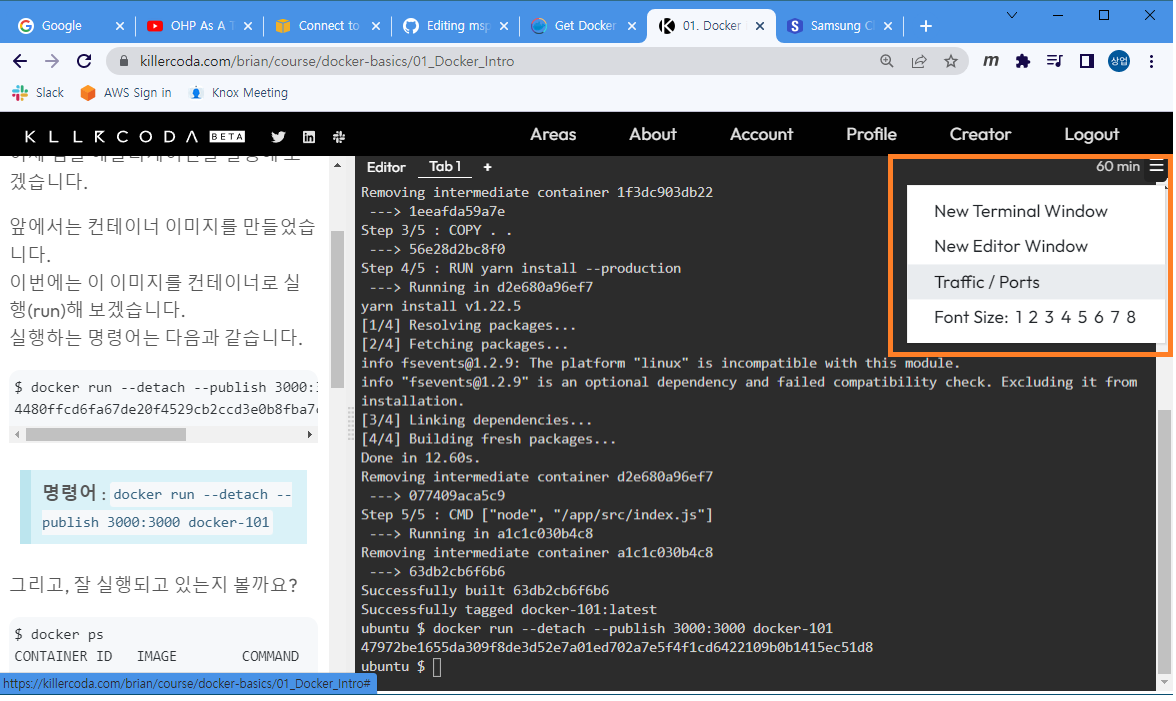 Google
OHP As A T
Connect to
Editing msp
Get Docker
01. Docker
Samsung Cl
killercoda.com/brian/course/docker-basics/01_Docker_Intro
상업
Slack
AWS Sign in
Knox Meeting
KILLERCODA BETA
Areas
About
Account
Profile
Creator
Logout
겠습니다.
앞에서는 컨테이너 이미지를 만들었습
니다.
이번에는 이 이미지를 컨테이너로 실
행(run)해 보겠습니다.
실행하는 명령어는 다음과 같습니다.
$ docker run --detach --publish 3000:
4480ffcd6fa67de20f4529cb2ccd3e0b8fba7
명령어 : docker run --detach --
publish 3000:3000 docker-101
그리고, 잘 실행되고 있는지 볼까요?
$ docker ps
CONTAINER ID IMAGE COMMAND
https://killercoda.com/brian/course/docker-basics/01_Docker_Intro#
Editor Tab 1 +
60 min
Removing intermediate container 1f3dc903db22
---> 1eeafda59a7e
Step 3/5 : COPY . .
---> 56e28d2bc8f0
Step 4/5 : RUN yarn install --production
---> Running in d2e680a96ef7
yarn install v1.22.5
[1/4] Resolving packages...
[2/4] Fetching packages...
info fsevents@1.2.9: The platform "linux" is incompatible with this module.
info "fsevents@1.2.9" is an optional dependency and failed compatibility check. Excluding it from
installation.
[3/4] Linking dependencies...
[4/4] Building fresh packages...
Done in 12.60s.
Removing intermediate container d2e680a96ef7
---> 077409aca5c9
Step 5/5 : CMD ["node", "/app/src/index.js"]
---> Running in a1c1c030b4c8
Removing intermediate container a1c1c030b4c8
---> 63db2cb6f6b6
Successfully built 63db2cb6f6b6
Successfully tagged docker-101:latest
ubuntu $ docker run --detach --publish 3000:3000 docker-101
47972be1655da309f8de3d52e7a01ed702a7e5f4f1cd6422109b0b1415ec51d8
ubuntu $
New Terminal Window
New Editor Window
Traffic / Ports
Font Size: 1 2 3 4 5 6 7 8